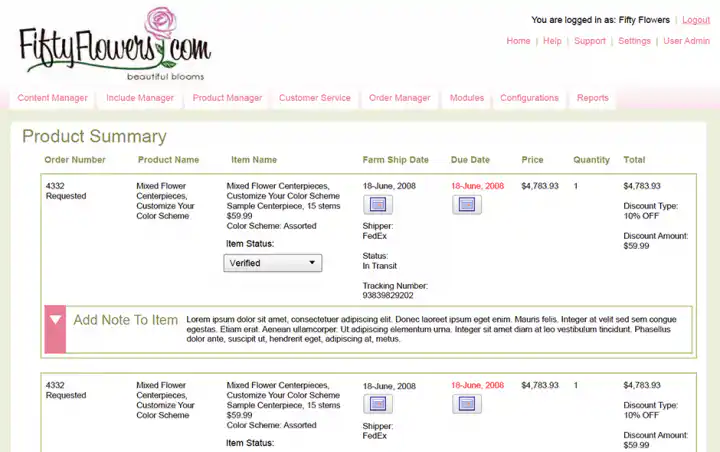 FiftyFlowers.com
beautiful blooms
You are logged in as: Fifty Flowers | Logout
Home | Help | Support | Settings | User Admin
Content Manager Include Manager Product Manager Customer Service Order Manager Modules Configurations Reports
Product Summary
Order Number Product Name Item Name Farm Ship Date Due Date Price Quantity Total
4332
Requested
Mixed Flower
Centerpieces,
Customize Your
Color Scheme
Mixed Flower Centerpieces,
Customize Your Color Scheme
Sample Centerpiece, 15 stems
$59.99
Color Scheme: Assorted
Item Status:
Verified
18-June, 2008
Shipper:
FedEx
Status:
In Transit
Tracking Number:
93839829202
18-June, 2008
$4,783.93
1
$4,783.93
Discount Type:
10% OFF
Discount Amount:
$59.99
Add Note To Item
Lorem ipsum dolor sit amet, consectetuer adipiscing elit. Donec laoreet ipsum eget enim. Mauris felis. Integer at velit sed sem congue
egestas. Etiam erat. Aenean ullamcorper. Ut adipiscing elementum urna. Integer sit amet diam at leo vestibulum tincidunt. Phasellus
dolor ante, suscipit ut, hendrerit eget, adipiscing at, metus.
4332
Requested
Mixed Flower
Centerpieces,
Customize Your
Color Scheme
Mixed Flower Centerpieces,
Customize Your Color Scheme
Sample Centerpiece, 15 stems
$59.99
Color Scheme: Assorted
Item Status:
18-June, 2008
Shipper:
FedEx
18-June, 2008
$4,783.93
1
$4,783.93
Discount Type:
10% OFF
Discount Amount:
$59.99